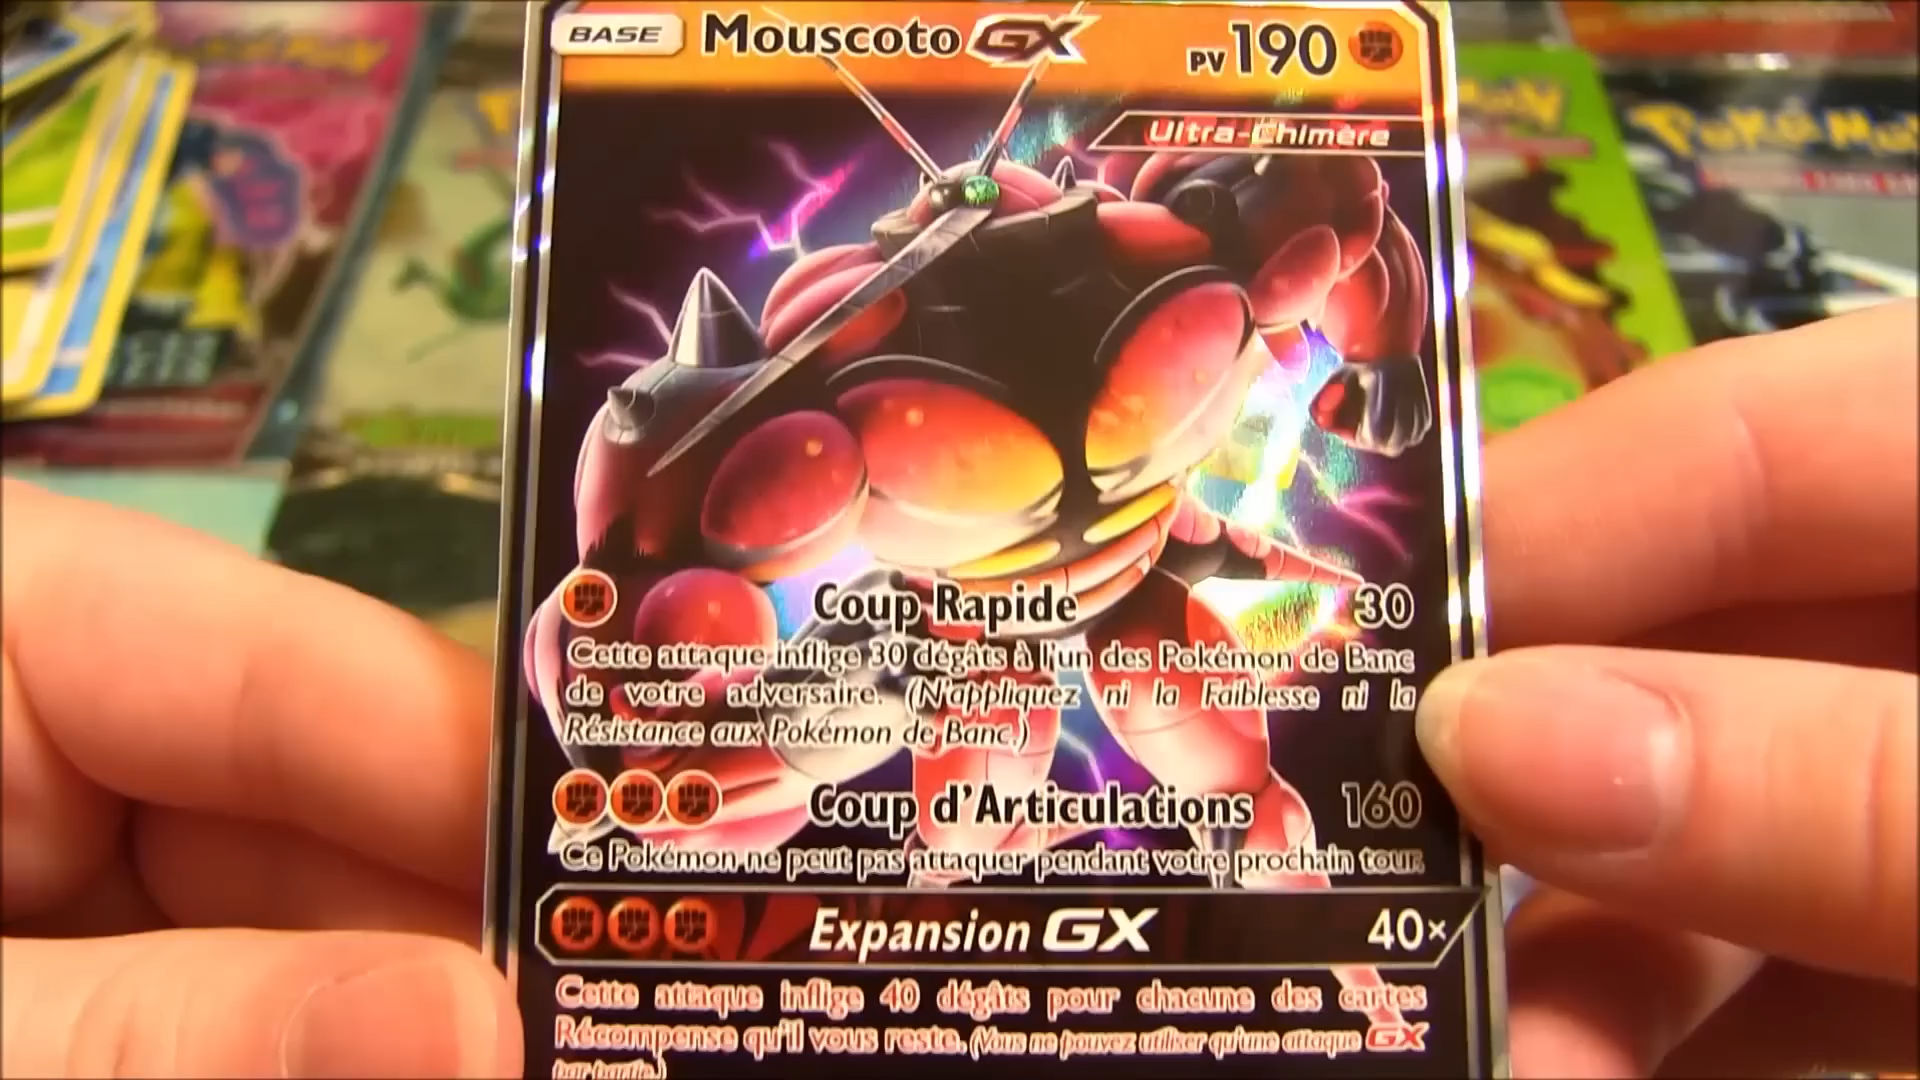 BASE Mouscoto GX PV 190
Ultra-Chimère
Coup Rapide 30
Cette attaque inflige 30 dégâts à l'un des Pokémon de Banc
de votre adversaire. (N'appliquez ni la Faiblesse ni la
Résistance aux Pokémon de Banc.)
Coup d'Articulations 160
Ce Pokémon ne peut pas attaquer pendant votre prochain tour.
Expansion GX 40×
Cette attaque inflige 40 dégâts pour chacune des cartes
Récompense qu'il vous reste. (Vous ne pouvez utiliser qu'une attaque GX
par partie.)